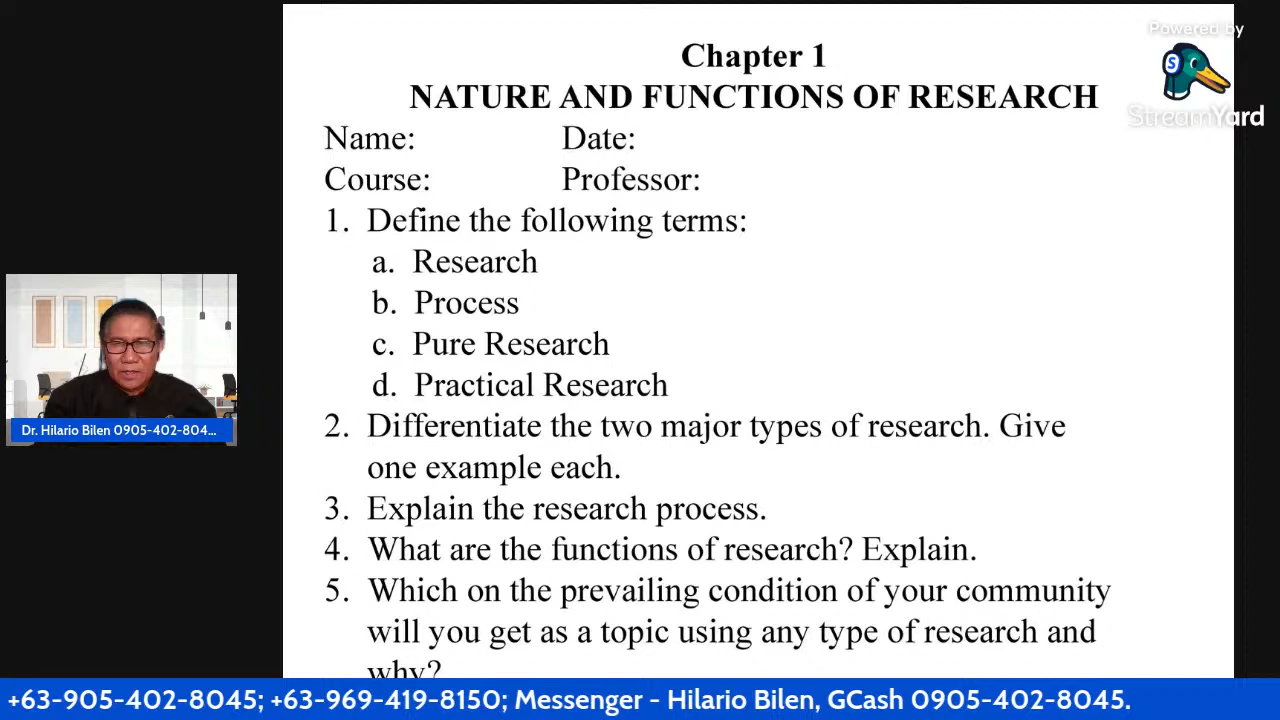 Chapter 1
NATURE AND FUNCTIONS OF RESEARCH
Name: Date:
Course: Professor:
1. Define the following terms:
a. Research
b. Process
c. Pure Research
d. Practical Research
2. Differentiate the two major types of research. Give
one example each.
3. Explain the research process.
4. What are the functions of research? Explain.
5. Which on the prevailing condition of your community
will you get as a topic using any type of research and
why?
Powered by
S
StreamYard
Dr. Hilario Bilen 0905-402-804...
+63-905-402-8045; +63-969-419-8150; Messenger - Hilario Bilen, GCash 0905-402-8045.